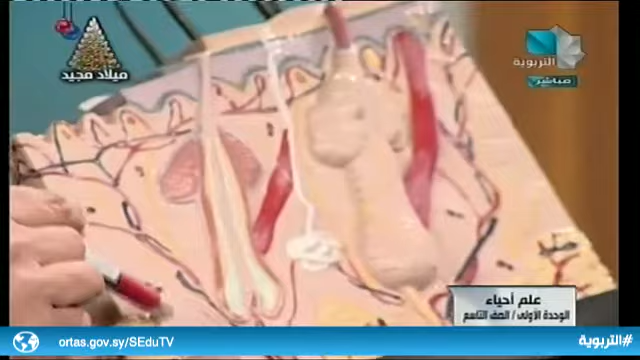 ميلاد مجيد
التربوية
مباشر
علم أحياء
الوحدة الأولى / الصف التاسع
ortas.gov.sy/SEduTV
#التربوية